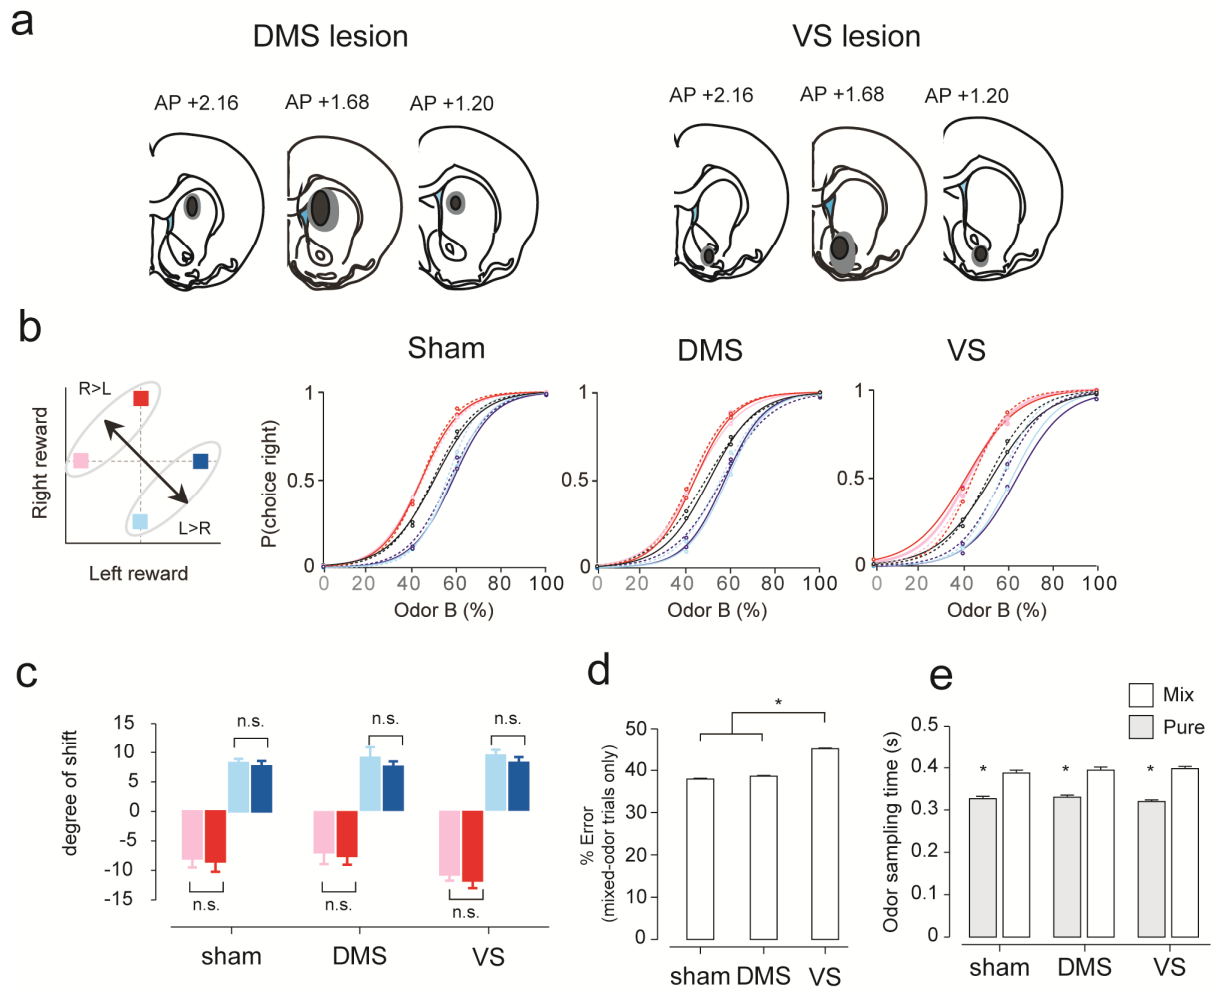 a
DMS lesion
VS lesion
AP +2.16
AP +1.68
AP +1.20
AP +2.16
AP +1.68
AP +1.20
b
Sham
DMS
VS
R>L
L>R
Right reward
Left reward
P(choice right)
1
0.5
0
0
20
40
60
80
100
Odor B (%)
1
0.5
0
0
20
40
60
80
100
Odor B (%)
1
0.5
0
0
20
40
60
80
100
Odor B (%)
c
degree of shift
15
10
5
0
-5
-10
-15
n.s.
n.s.
n.s.
n.s.
n.s.
n.s.
sham
DMS
VS
d
% Error
(mixed-odor trials only)
50
40
30
20
10
0
*
sham
DMS
VS
e
Mix
Pure
Odor sampling time (s)
0.5
0.4
0.3
0.2
0.1
0
*
*
*
sham
DMS
VS